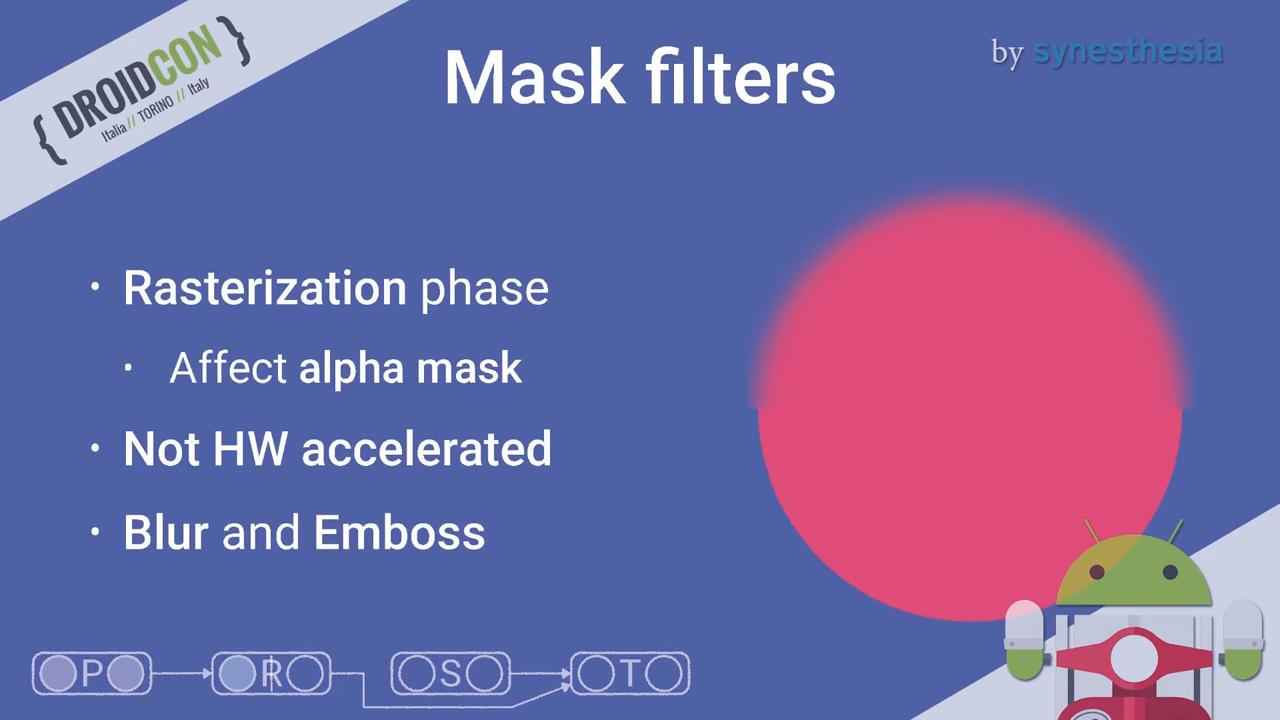 { DROIDCON }
Italia // TORINO // Italy
Mask filters
by synesthesia
• Rasterization phase
• Affect alpha mask
• Not HW accelerated
• Blur and Emboss
P R S T